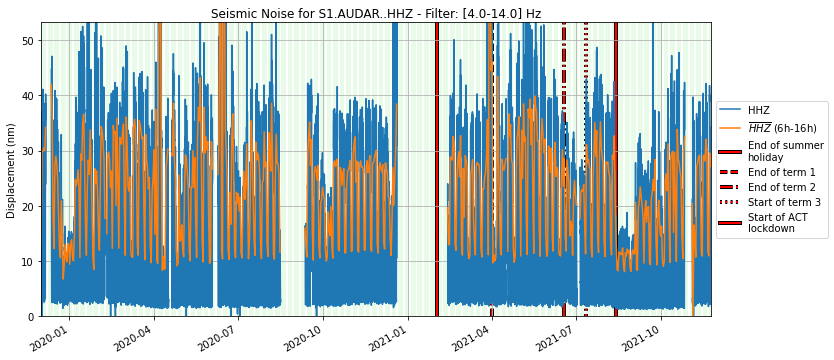 Seismic Noise for S1.AUDAR..HHZ - Filter: [4.0-14.0] Hz
Displacement (nm)
50
40
30
20
10
0
2020-01
2020-04
2020-07
2020-10
2021-01
2021-04
2021-07
2021-10
HHZ
HHZ (6h-16h)
End of summer
holiday
End of term 1
End of term 2
Start of term 3
Start of ACT
lockdown